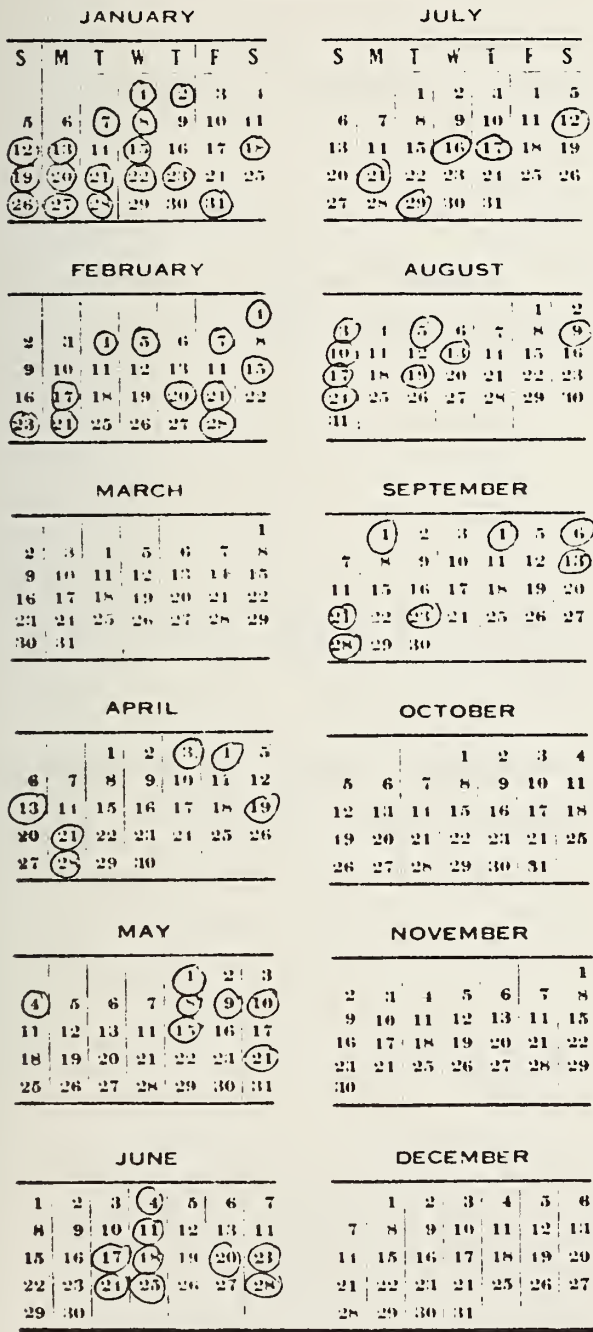 JANUARY
S M T W T F S
1 2 3 4
5 6 7 8 9 10 11
12 13 14 15 16 17 18
19 20 21 22 23 24 25
26 27 28 29 30 31
FEBRUARY
1
2 3 4 5 6 7 8
9 10 11 12 13 14 15
16 17 18 19 20 21 22
23 24 25 26 27 28
MARCH
1
2 3 4 5 6 7 8
9 10 11 12 13 14 15
16 17 18 19 20 21 22
23 24 25 26 27 28 29
30 31
APRIL
1 2 3 4 5
6 7 8 9 10 11 12
13 14 15 16 17 18 19
20 21 22 23 24 25 26
27 28 29 30
MAY
1 2 3
4 5 6 7 8 9 10
11 12 13 14 15 16 17
18 19 20 21 22 23 24
25 26 27 28 29 30 31
JUNE
1 2 3 4 5 6 7
8 9 10 11 12 13 14
15 16 17 18 19 20 21
22 23 24 25 26 27 28
29 30
JULY
S M T W T F S
1 2 3 4 5
6 7 8 9 10 11 12
13 14 15 16 17 18 19
20 21 22 23 24 25 26
27 28 29 30 31
AUGUST
1 2
3 4 5 6 7 8 9
10 11 12 13 14 15 16
17 18 19 20 21 22 23
24 25 26 27 28 29 30
31
SEPTEMBER
1 2 3 4 5 6
7 8 9 10 11 12 13
14 15 16 17 18 19 20
21 22 23 24 25 26 27
28 29 30
OCTOBER
1 2 3 4
5 6 7 8 9 10 11
12 13 14 15 16 17 18
19 20 21 22 23 24 25
26 27 28 29 30 31
NOVEMBER
1
2 3 4 5 6 7 8
9 10 11 12 13 14 15
16 17 18 19 20 21 22
23 24 25 26 27 28 29
30
DECEMBER
1 2 3 4 5 6
7 8 9 10 11 12 13
14 15 16 17 18 19 20
21 22 23 24 25 26 27
28 29 30 31